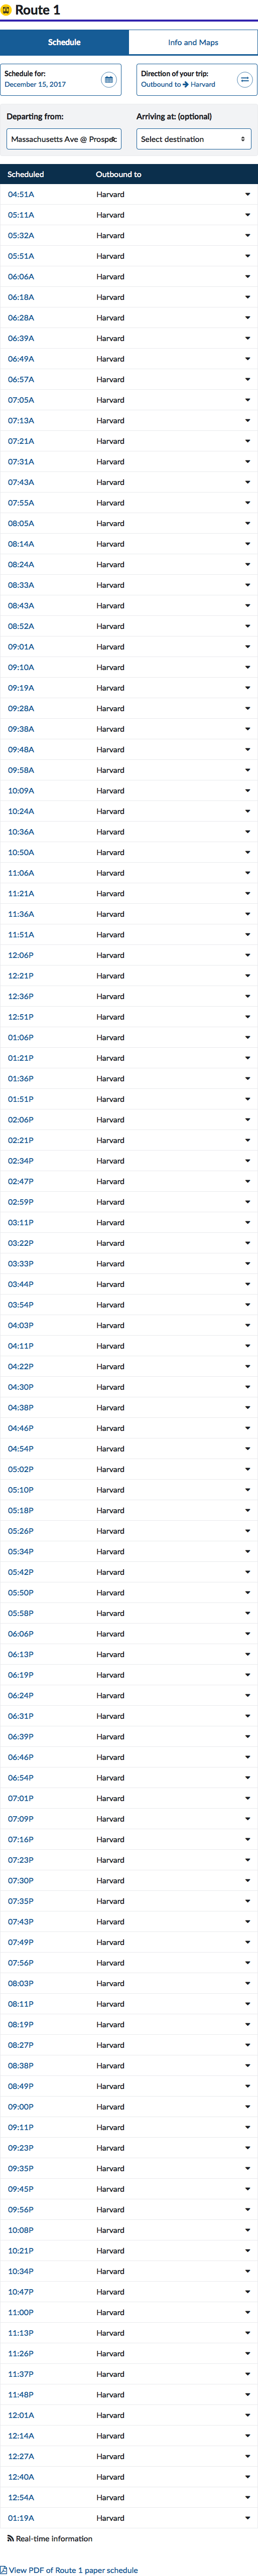 Route 1
Schedule
Info and Maps
Schedule for:
December 15, 2017
Direction of your trip:
Outbound to → Harvard
Departing from:
Massachusetts Ave @ Prospec
Arriving at: (optional)
Select destination
Scheduled Outbound to
04:51A Harvard
05:11A Harvard
05:32A Harvard
05:51A Harvard
06:06A Harvard
06:18A Harvard
06:28A Harvard
06:39A Harvard
06:49A Harvard
06:57A Harvard
07:05A Harvard
07:13A Harvard
07:21A Harvard
07:31A Harvard
07:43A Harvard
07:55A Harvard
08:05A Harvard
08:14A Harvard
08:24A Harvard
08:33A Harvard
08:43A Harvard
08:52A Harvard
09:01A Harvard
09:10A Harvard
09:19A Harvard
09:28A Harvard
09:38A Harvard
09:48A Harvard
09:58A Harvard
10:09A Harvard
10:24A Harvard
10:36A Harvard
10:50A Harvard
11:06A Harvard
11:21A Harvard
11:36A Harvard
11:51A Harvard
12:06P Harvard
12:21P Harvard
12:36P Harvard
12:51P Harvard
01:06P Harvard
01:21P Harvard
01:36P Harvard
01:51P Harvard
02:06P Harvard
02:21P Harvard
02:34P Harvard
02:47P Harvard
02:59P Harvard
03:11P Harvard
03:22P Harvard
03:33P Harvard
03:44P Harvard
03:54P Harvard
04:03P Harvard
04:11P Harvard
04:22P Harvard
04:30P Harvard
04:38P Harvard
04:46P Harvard
04:54P Harvard
05:02P Harvard
05:10P Harvard
05:18P Harvard
05:26P Harvard
05:34P Harvard
05:42P Harvard
05:50P Harvard
05:58P Harvard
06:06P Harvard
06:13P Harvard
06:19P Harvard
06:24P Harvard
06:31P Harvard
06:39P Harvard
06:46P Harvard
06:54P Harvard
07:01P Harvard
07:09P Harvard
07:16P Harvard
07:23P Harvard
07:30P Harvard
07:35P Harvard
07:43P Harvard
07:49P Harvard
07:56P Harvard
08:03P Harvard
08:11P Harvard
08:19P Harvard
08:27P Harvard
08:38P Harvard
08:49P Harvard
09:00P Harvard
09:11P Harvard
09:23P Harvard
09:35P Harvard
09:45P Harvard
09:56P Harvard
10:08P Harvard
10:21P Harvard
10:34P Harvard
10:47P Harvard
11:00P Harvard
11:13P Harvard
11:26P Harvard
11:37P Harvard
11:48P Harvard
12:01A Harvard
12:14A Harvard
12:27A Harvard
12:40A Harvard
12:54A Harvard
01:19A Harvard
Real-time information
View PDF of Route 1 paper schedule